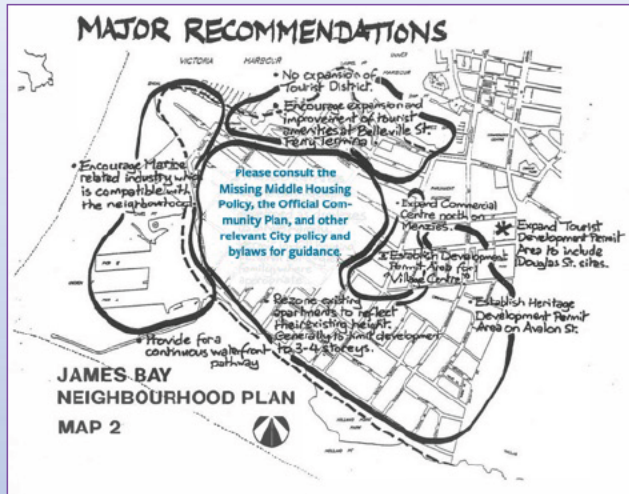 MAJOR RECOMMENDATIONS
VICTORIA HARBOUR
HARBOUR
• No expansion of
Tourist District.
• Encourage expansion and
improvement of tourist
amenities at Belleville St.
Ferry Terminal.
• Encourage Marine
related industry which
is compatible with
the neighbourhood.
Please consult the
Missing Middle Housing
Policy, the Official Com-
munity Plan, and other
relevant City policy and
bylaws for guidance.
• Expand Commercial
Centre north on
Menzies.
Expand Tourist
Development Permit
Area to include
Douglas St. sites.
• Establish Development
Permit Area for
"Village Centre"
• Establish Heritage
Development Permit
Area on Avalon St.
• Rezone existing
apartments to reflect
their existing height.
Generally to limit development
to 3-4 storeys.
• Provide for a
continuous waterfront
pathway
JAMES BAY
NEIGHBOURHOOD PLAN
MAP 2